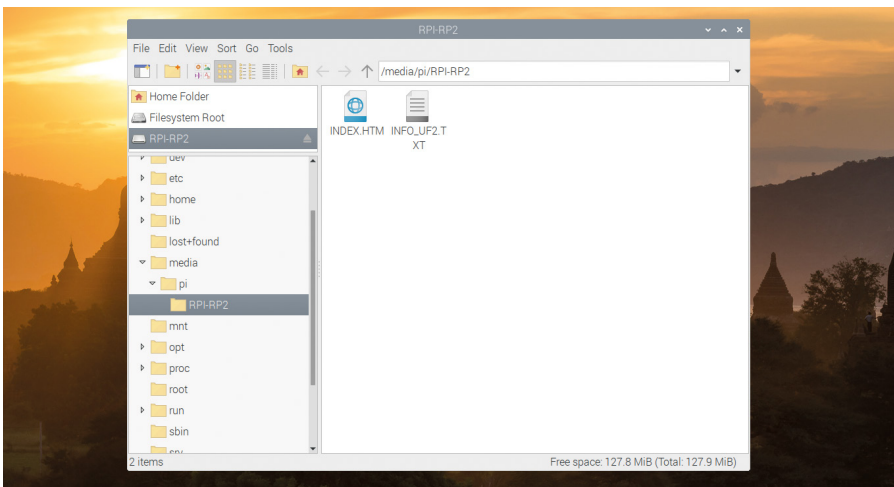 RPI-RP2
File Edit View Sort Go Tools
/media/pi/RPI-RP2
Home Folder
Filesystem Root
RPI-RP2
dev
etc
home
lib
lost+found
media
pi
RPI-RP2
mnt
opt
proc
root
run
sbin
srv
INDEX.HTM
INFO_UF2.T
XT
2 items
Free space: 127.8 MiB (Total: 127.9 MiB)